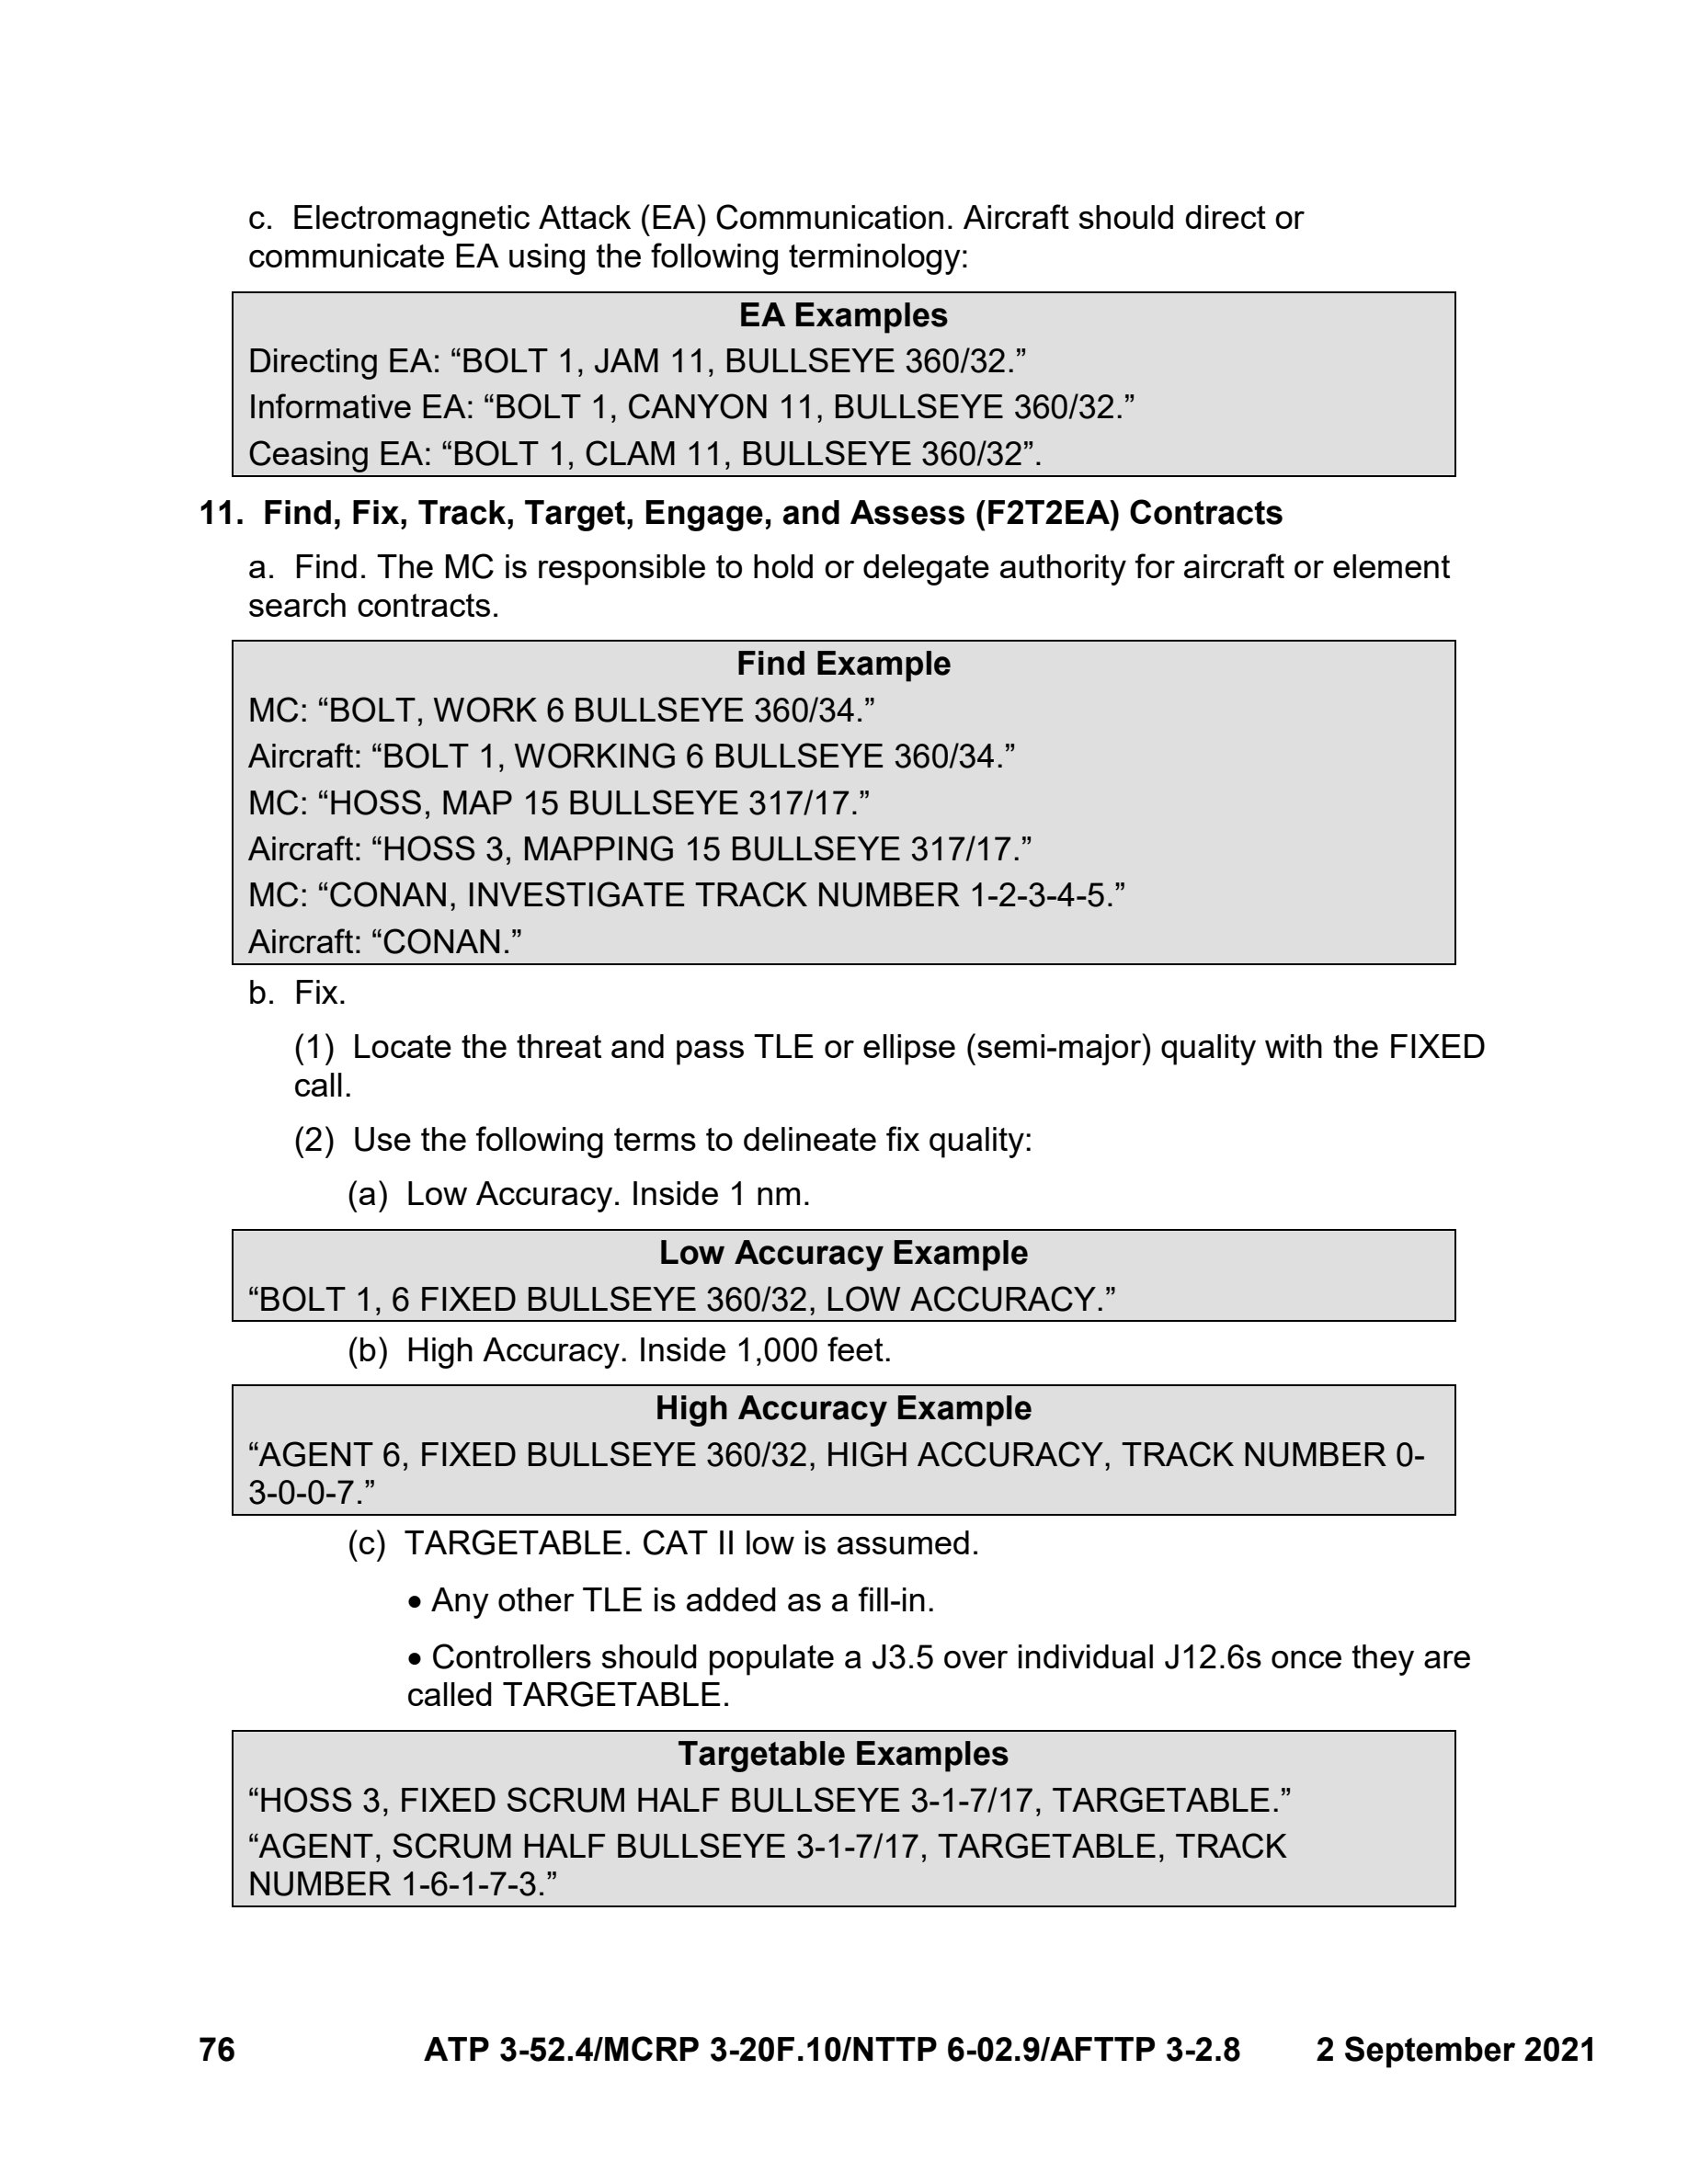 c.  Electromagnetic Attack (EA) Communication. Aircraft should direct or
communicate EA using the following terminology:
EA Examples
Directing EA: “BOLT 1, JAM 11, BULLSEYE 360/32.”
Informative EA: “BOLT 1, CANYON 11, BULLSEYE 360/32.”
Ceasing EA: “BOLT 1, CLAM 11, BULLSEYE 360/32”.
11.  Find, Fix, Track, Target, Engage, and Assess (F2T2EA) Contracts
a.  Find. The MC is responsible to hold or delegate authority for aircraft or element
search contracts.
Find Example
MC: “BOLT, WORK 6 BULLSEYE 360/34.”
Aircraft: “BOLT 1, WORKING 6 BULLSEYE 360/34.”
MC: “HOSS, MAP 15 BULLSEYE 317/17.”
Aircraft: “HOSS 3, MAPPING 15 BULLSEYE 317/17.”
MC: “CONAN, INVESTIGATE TRACK NUMBER 1-2-3-4-5.”
Aircraft: “CONAN.”
b.  Fix.
(1)  Locate the threat and pass TLE or ellipse (semi-major) quality with the FIXED
call.
(2)  Use the following terms to delineate fix quality:
(a)  Low Accuracy. Inside 1 nm.
Low Accuracy Example
“BOLT 1, 6 FIXED BULLSEYE 360/32, LOW ACCURACY.”
(b)  High Accuracy. Inside 1,000 feet.
High Accuracy Example
“AGENT 6, FIXED BULLSEYE 360/32, HIGH ACCURACY, TRACK NUMBER 0-
3-0-0-7.”
(c)  TARGETABLE. CAT II low is assumed.
• Any other TLE is added as a fill-in.
• Controllers should populate a J3.5 over individual J12.6s once they are
called TARGETABLE.
Targetable Examples
“HOSS 3, FIXED SCRUM HALF BULLSEYE 3-1-7/17, TARGETABLE.”
“AGENT, SCRUM HALF BULLSEYE 3-1-7/17, TARGETABLE, TRACK
NUMBER 1-6-1-7-3.”
76 ATP 3-52.4/MCRP 3-20F.10/NTTP 6-02.9/AFTTP 3-2.8 2 September 2021